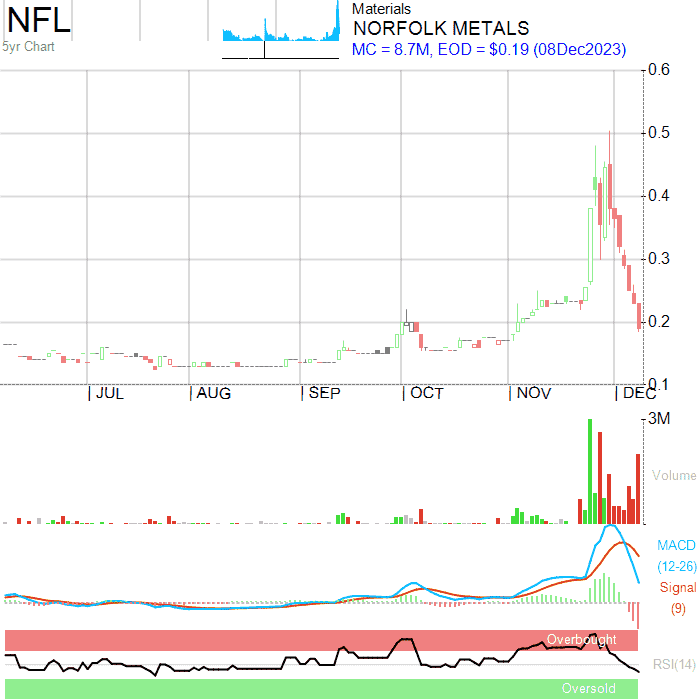 NFL
5yr Chart
Materials
NORFOLK METALS
MC = 8.7M, EOD = $0.19 (08Dec2023)
0.6
0.5
0.4
0.3
0.2
0.1
JUL AUG SEP OCT NOV DEC
3M
Volume
MACD
(12-26)
Signal
(9)
Overbought
RSI(14)
Oversold